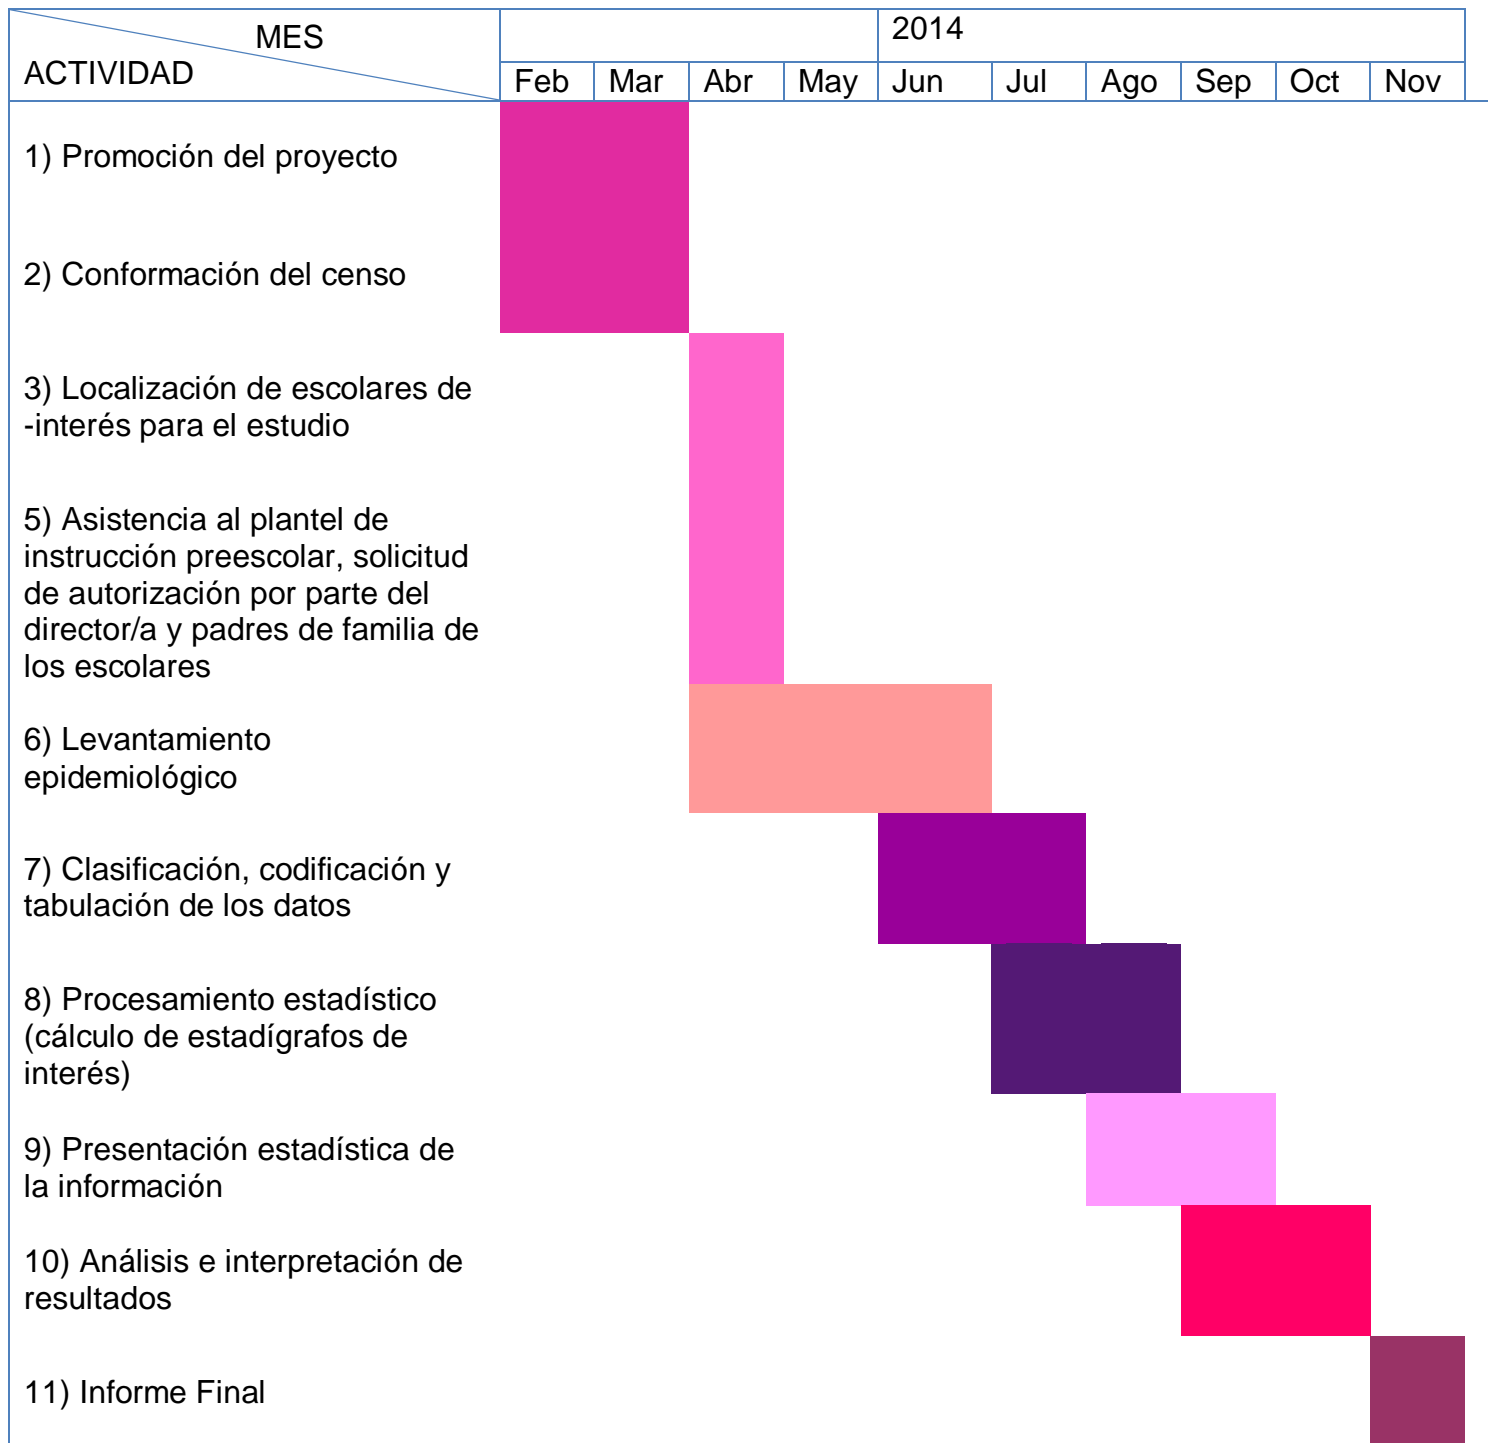 MES
2014
ACTIVIDAD
Feb Mar Abr May Jun Jul Ago Sep Oct Nov
1) Promoción del proyecto
2) Conformación del censo
3) Localización de escolares de
-interés para el estudio
5) Asistencia al plantel de
instrucción preescolar, solicitud
de autorización por parte del
director/a y padres de familia de
los escolares
6) Levantamiento
epidemiológico
7) Clasificación, codificación y
tabulación de los datos
8) Procesamiento estadístico
(cálculo de estadígrafos de
interés)
9) Presentación estadística de
la información
10) Análisis e interpretación de
resultados
11) Informe Final